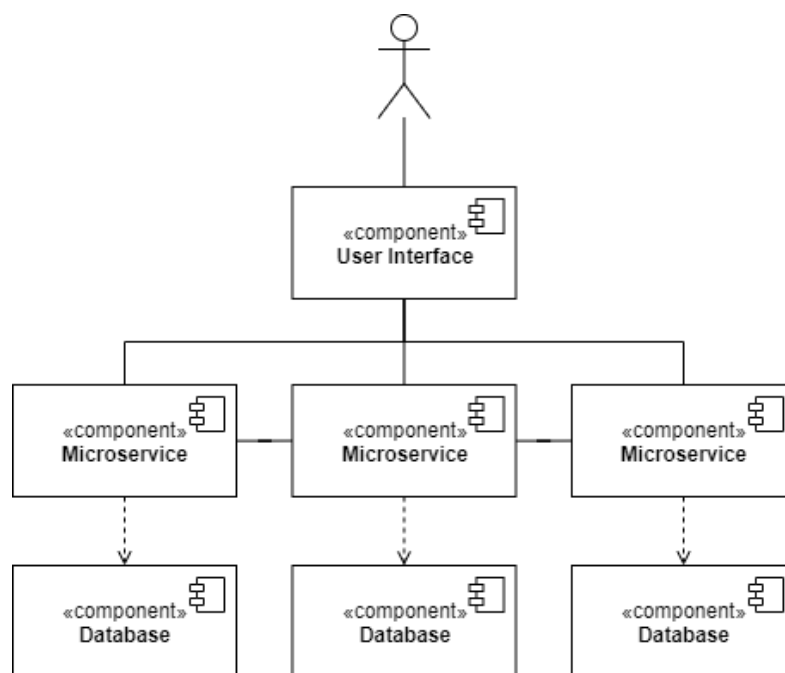 «component»
User Interface
«component»
Microservice
«component»
Microservice
«component»
Microservice
«component»
Database
«component»
Database
«component»
Database